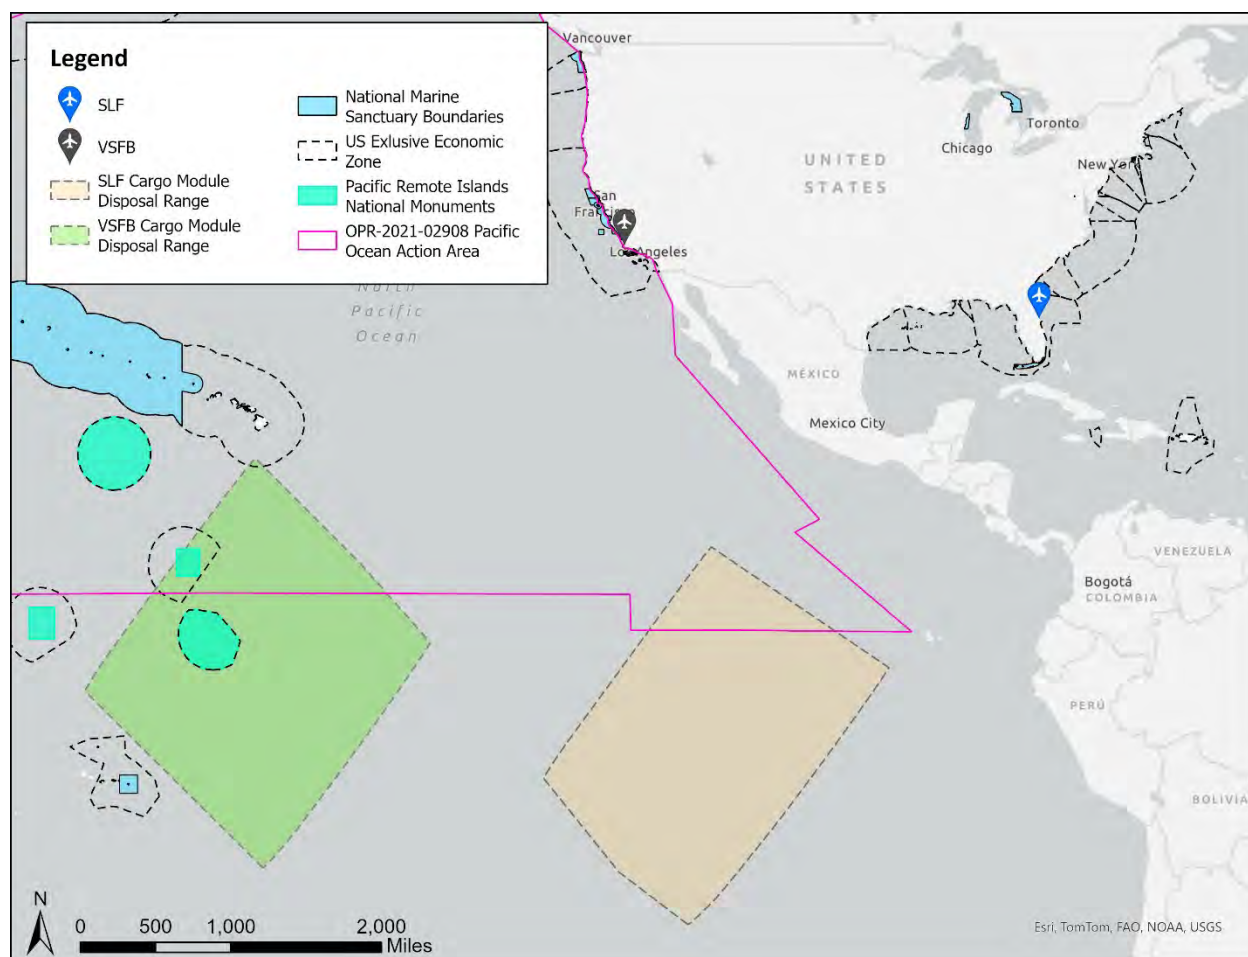 Legend
SLF
VSFB
SLF Cargo Module
Disposal Range
VSFB Cargo Module
Disposal Range
National Marine
Sanctuary Boundaries
US Exlusive Economic
Zone
Pacific Remote Islands
National Monuments
OPR-2021-02908 Pacific
Ocean Action Area
Vancouver
Toronto
Chicago
New York
UNITED
STATES
San
Francisco
Los Angeles
North
Pacific
Ocean
MÉXICO
Mexico City
VENEZUELA
Bogotá
COLOMBIA
PERÚ
BOLIVIA
N
0 500 1,000 2,000
Miles
Esri, TomTom, FAO, NOAA, USGS